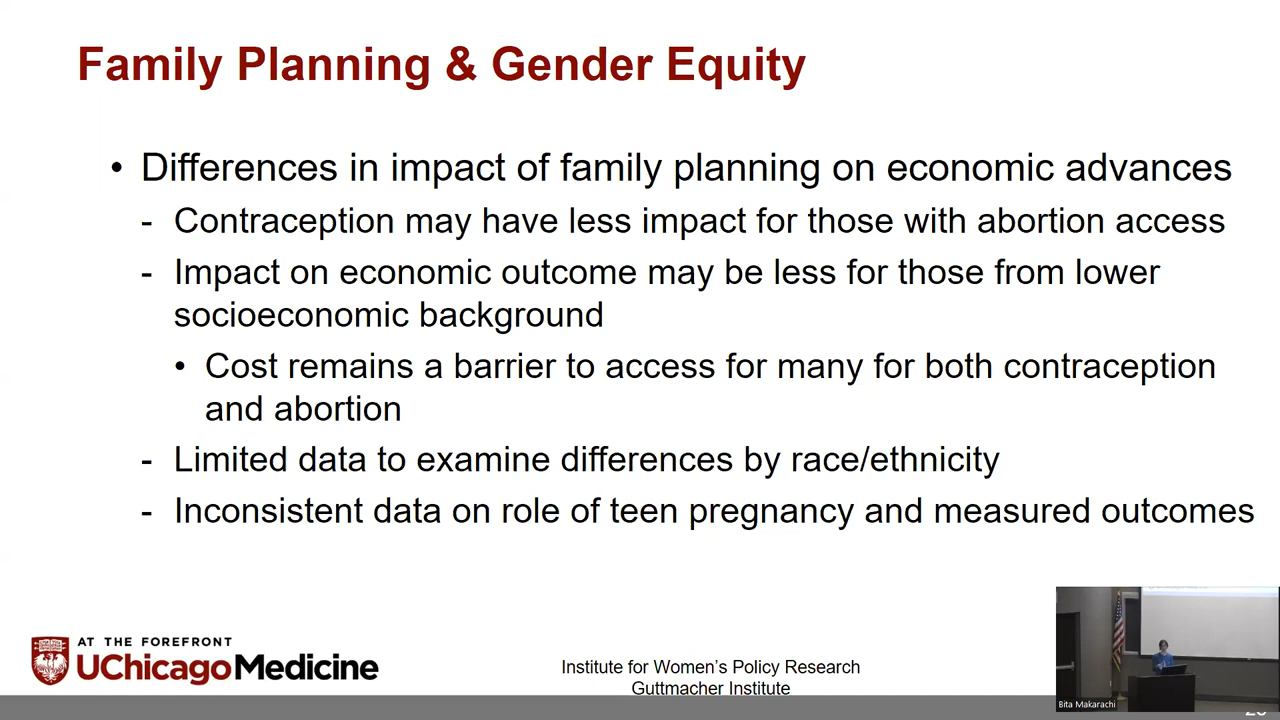 Family Planning & Gender Equity
• Differences in impact of family planning on economic advances
- Contraception may have less impact for those with abortion access
- Impact on economic outcome may be less for those from lower
socioeconomic background
• Cost remains a barrier to access for many for both contraception
and abortion
- Limited data to examine differences by race/ethnicity
- Inconsistent data on role of teen pregnancy and measured outcomes
AT THE FOREFRONT
UChicagoMedicine
Institute for Women's Policy Research
Guttmacher Institute
Bita Makarachi